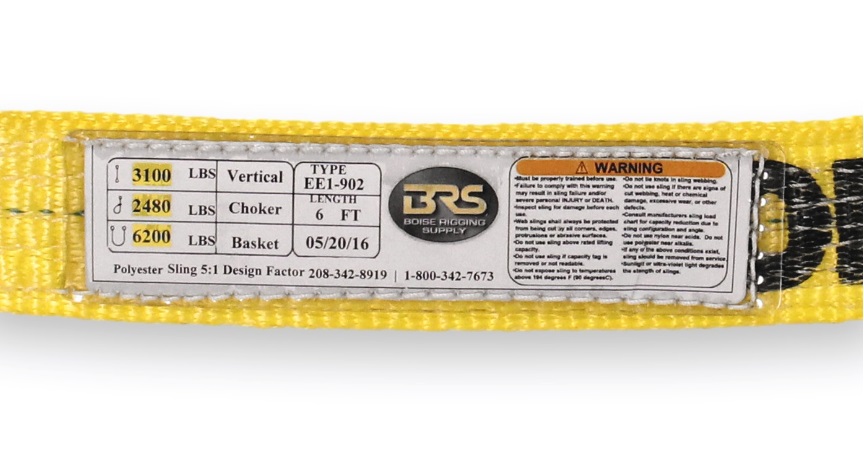 3100 LBS Vertical
2480 LBS Choker
6200 LBS Basket
TYPE
EE1-902
LENGTH
6 FT
05/20/16
Polyester Sling 5:1 Design Factor 208-342-8919 | 1-800-342-7673
BRS
BOISE RIGGING
SUPPLY
WARNING
•Must be properly trained before use.
•Failure to comply with this warning
may result in sling failure and/or
severe personal INJURY or DEATH.
•Inspect sling for damage before each
use.
•Web slings shall always be protected
from being cut by all corners, edges,
protrusions or abrasive surfaces.
•Do not use sling above rated lifting
capacity.
•Do not use sling if capacity tag is
removed or not readable.
•Do not expose sling to temperatures
above 194 degrees F (90 degreesC).
•Do not tie knots in sling webbing.
•Do not use sling if there are signs of
cut webbing, heat or chemical
damage, excessive wear, or other
defects.
•Consult manufacturers sling load
chart for capacity reduction due to
sling configuration and angle.
•Do not use nylon near acids. Do not
use polyester near alkalis.
•If any of the above conditions exist,
sling should be removed from service
•Sunlight or ultra-violet light degrades
the strength of slings.